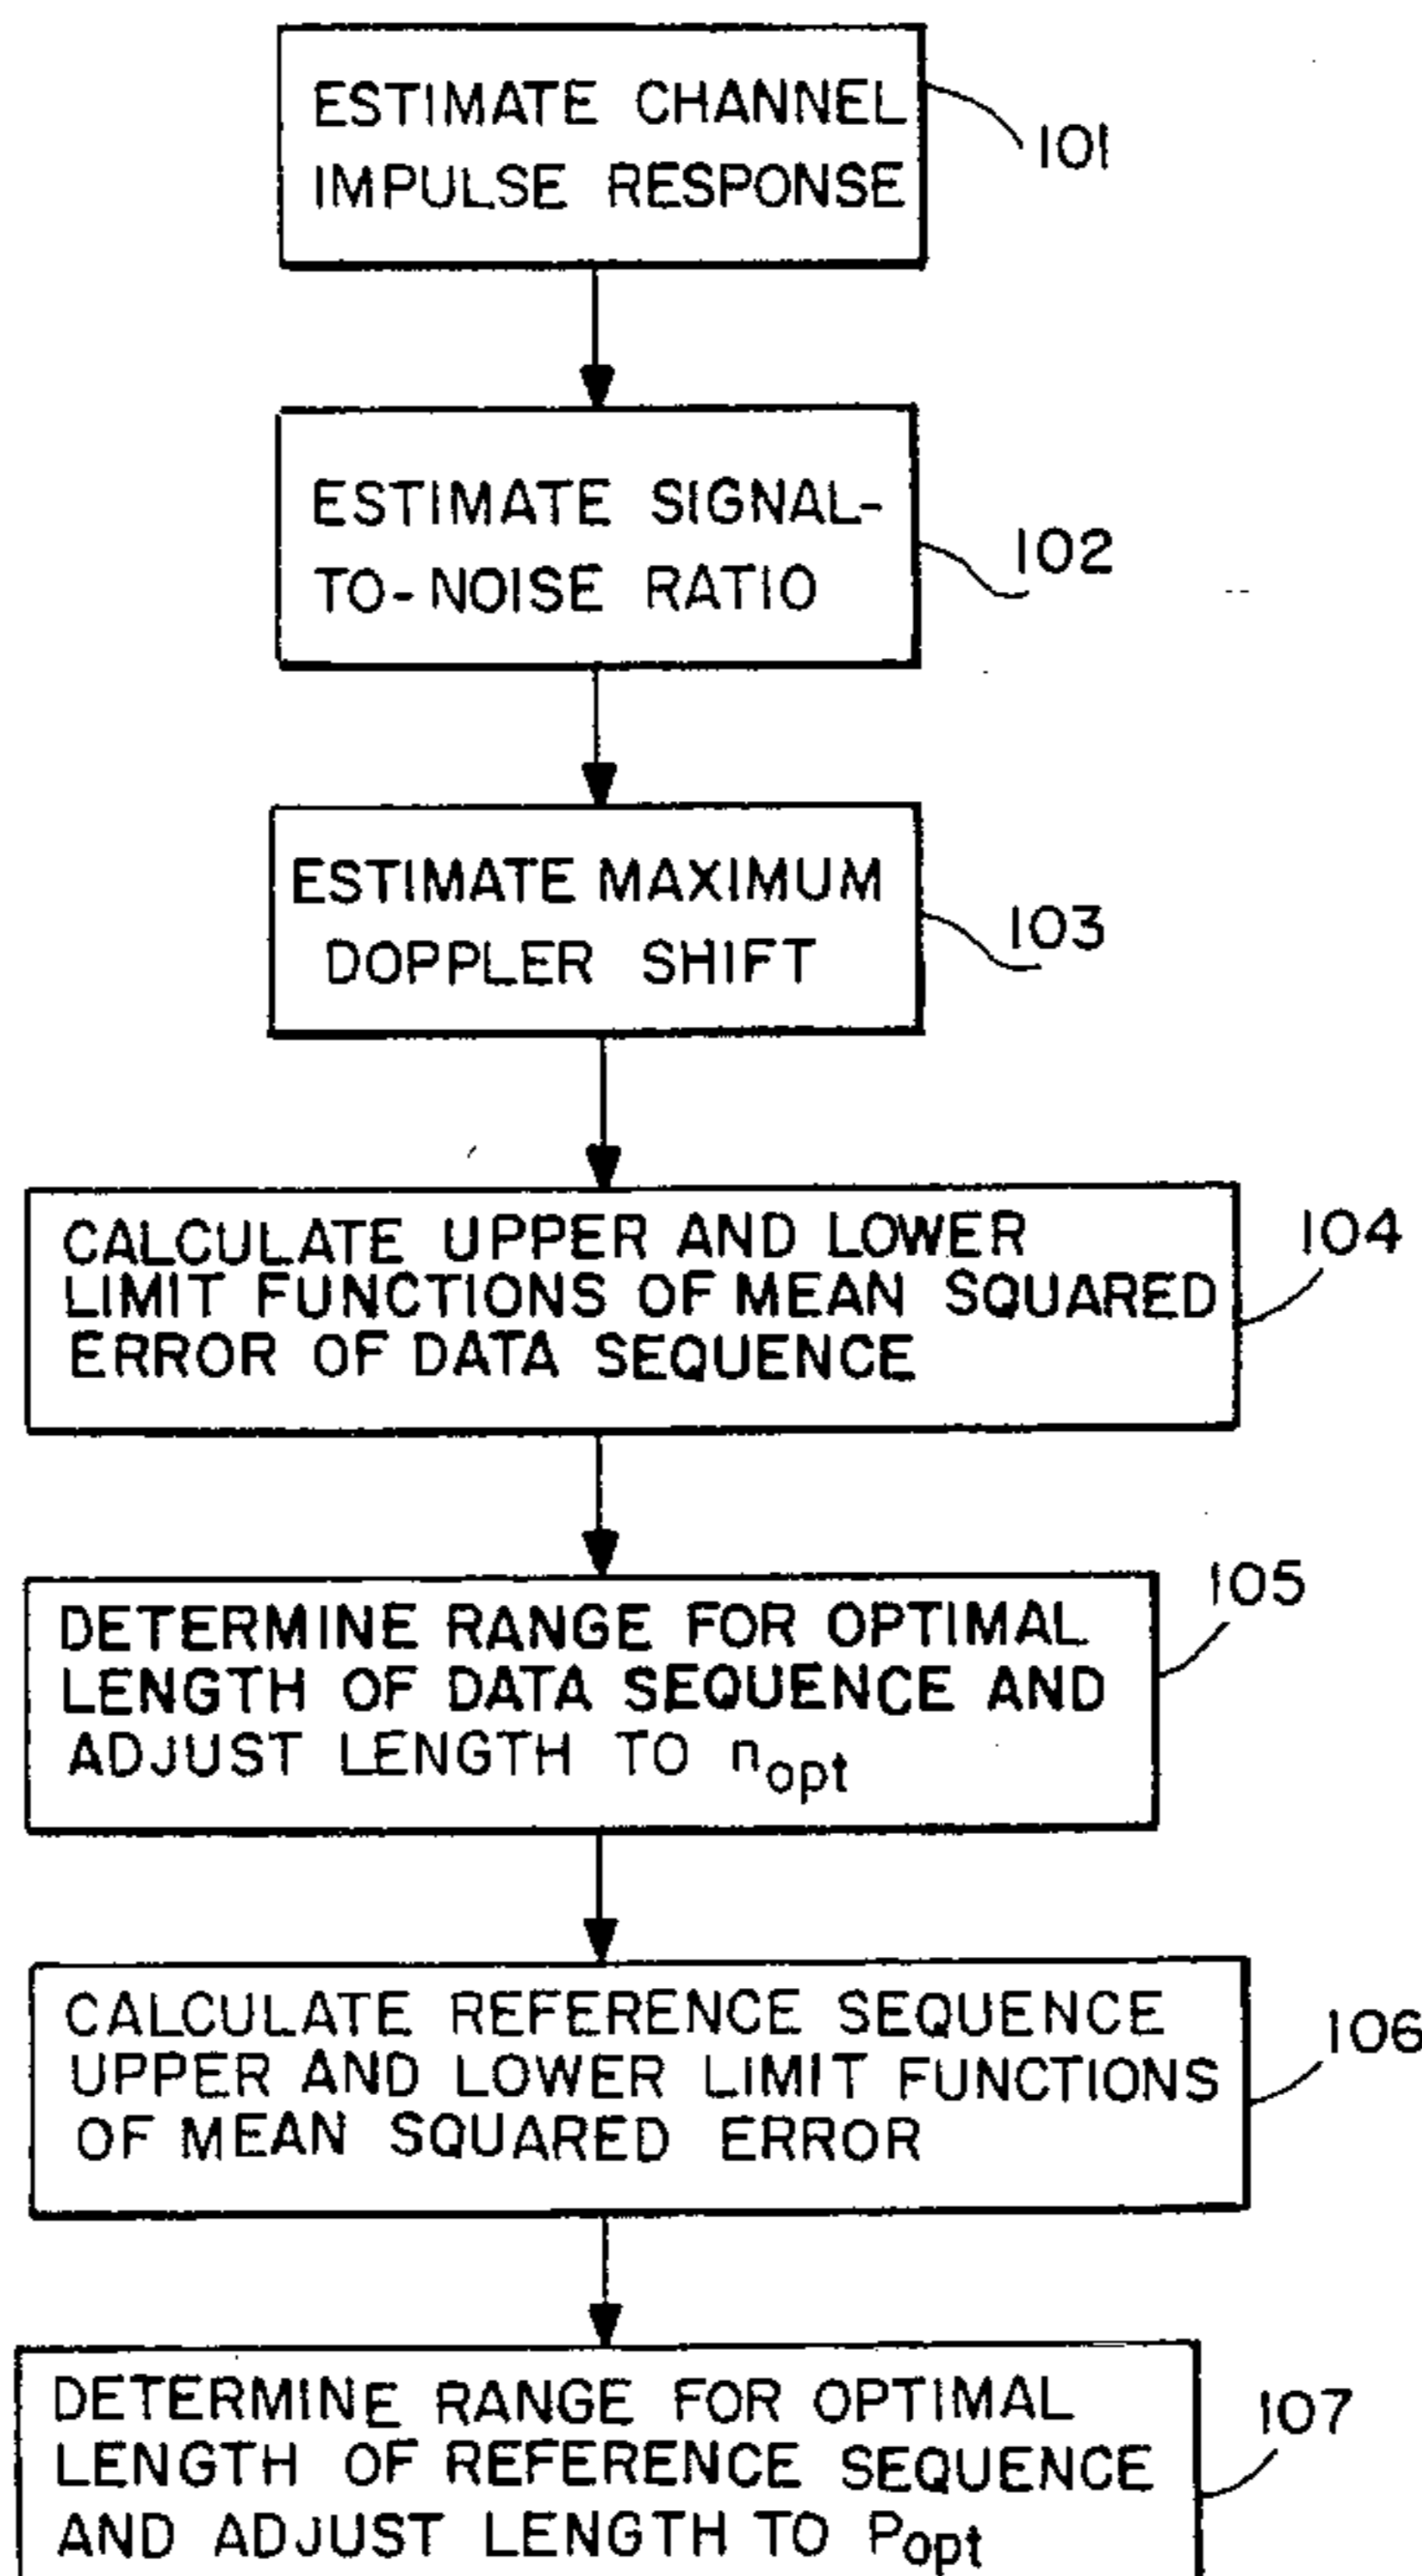 ESTIMATE CHANNEL
IMPULSE RESPONSE
101
ESTIMATE SIGNAL-
TO-NOISE RATIO
102
ESTIMATE MAXIMUM
DOPPLER SHIFT
103
CALCULATE UPPER AND LOWER
LIMIT FUNCTIONS OF MEAN SQUARED
ERROR OF DATA SEQUENCE
104
DETERMINE RANGE FOR OPTIMAL
LENGTH OF DATA SEQUENCE AND
ADJUST LENGTH TO nopt
105
CALCULATE REFERENCE SEQUENCE
UPPER AND LOWER LIMIT FUNCTIONS
OF MEAN SQUARED ERROR
106
DETERMINE RANGE FOR OPTIMAL
LENGTH OF REFERENCE SEQUENCE
AND ADJUST LENGTH TO Popt
107